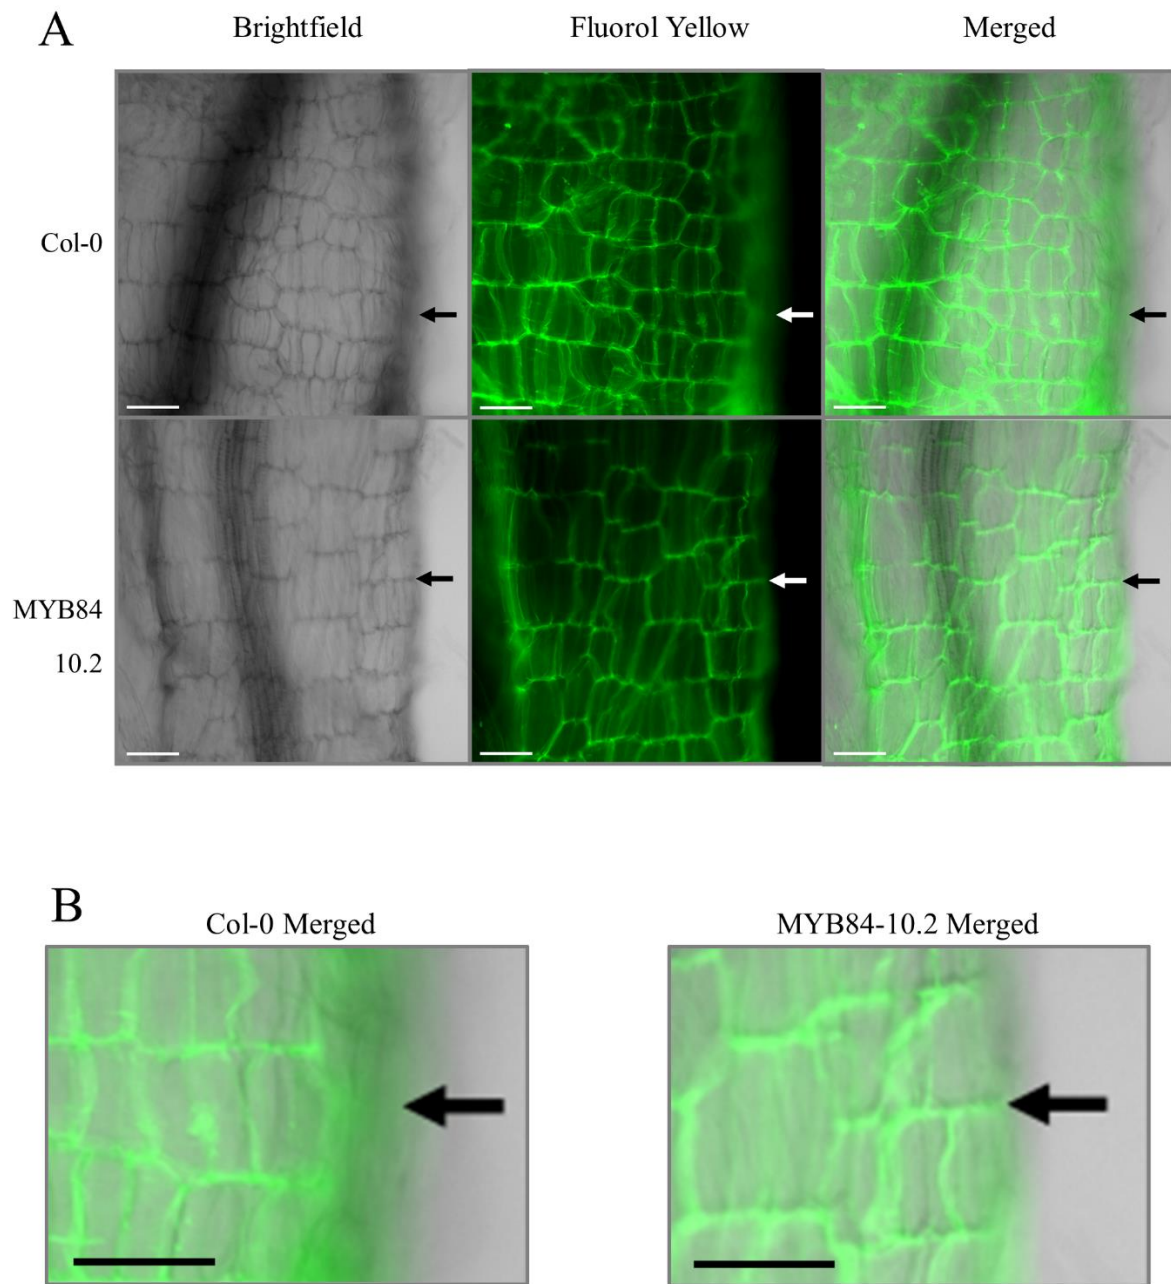 A
Brightfield
Fluorol Yellow
Merged
Col-0
MYB84
10.2
B
Col-0 Merged
MYB84-10.2 Merged